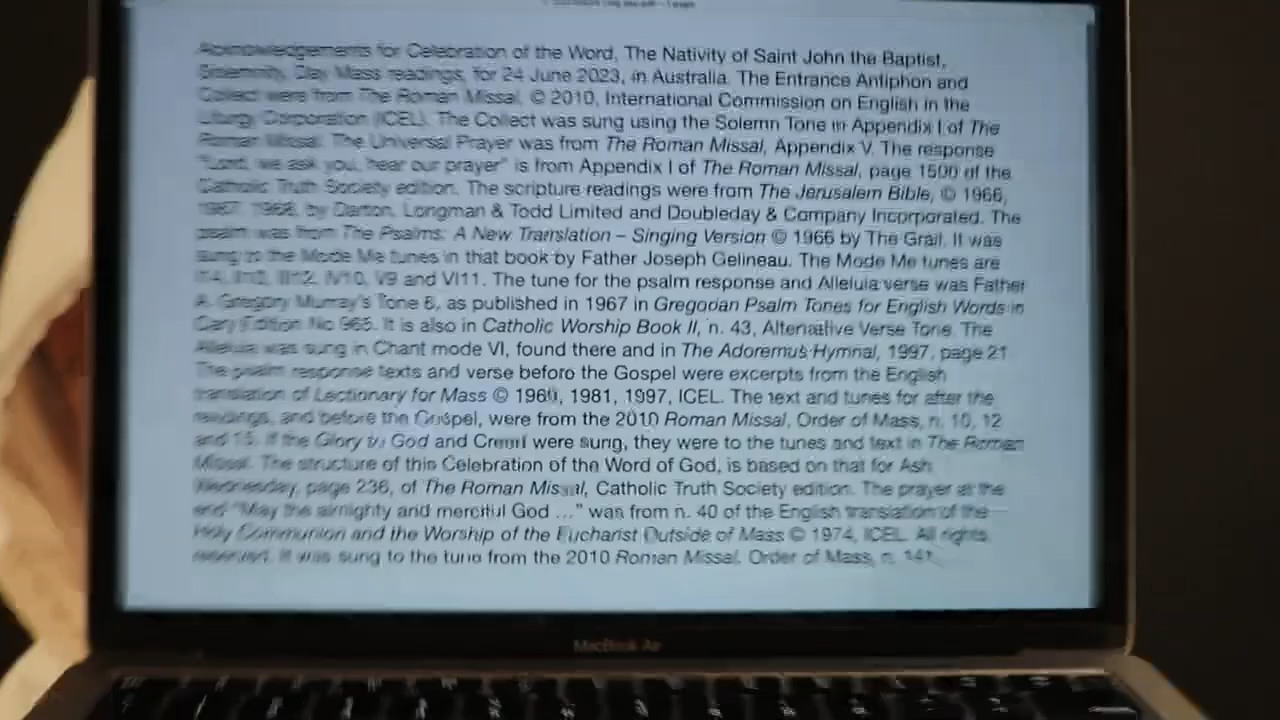 Acknowledgements for Celebration of the Word, The Nativity of Saint John the Baptist,
Solemnity, Day Mass readings, for 24 June 2023, in Australia. The Entrance Antiphon and
Collect were from The Roman Missal, © 2010, International Commission on English in the
Liturgy Corporation (ICEL). The Collect was sung using the Solemn Tone in Appendix I of The
Roman Missal. The Universal Prayer was from The Roman Missal, Appendix V. The response
"Lord, we ask you, hear our prayer" is from Appendix I of The Roman Missal, page 1500 of the
Catholic Truth Society edition. The scripture readings were from The Jerusalem Bible, © 1966,
1967, 1968, by Darton, Longman & Todd Limited and Doubleday & Company Incorporated. The
psalm was from The Psalms: A New Translation – Singing Version © 1966 by The Grail. It was
sung to the Mode Me tunes in that book by Father Joseph Gelineau. The Mode Me tunes are
IV10, V9 and VI11. The tune for the psalm response and Alleluia verse was Father
A. Gregory Murray's Tone 6, as published in 1967 in Gregorian Psalm Tones for English Words in
Cary Edition No 965. It is also in Catholic Worship Book II, n. 43, Alternative Verse Tone. The
Alleluia was sung in Chant mode VI, found there and in The Adoremus Hymnal, 1997, page 21.
The psalm response texts and verse before the Gospel were excerpts from the English
translation of Lectionary for Mass © 1969, 1981, 1997, ICEL. The text and tunes for after the
readings, and before the Gospel, were from the 2010 Roman Missal, Order of Mass, n. 10, 12
and 15. If the Glory to God and Creed were sung, they were to the tunes and text in The Roman
Missal. The structure of this Celebration of the Word of God, is based on that for Ash
Wednesday, page 236, of The Roman Missal, Catholic Truth Society edition. The prayer at the
end "May the almighty and merciful God …" was from n. 40 of the English translation of the
Holy Communion and the Worship of the Eucharist Outside of Mass © 1974, ICEL. All rights
reserved. It was sung to the tune from the 2010 Roman Missal, Order of Mass, n. 141.
MacBook Air